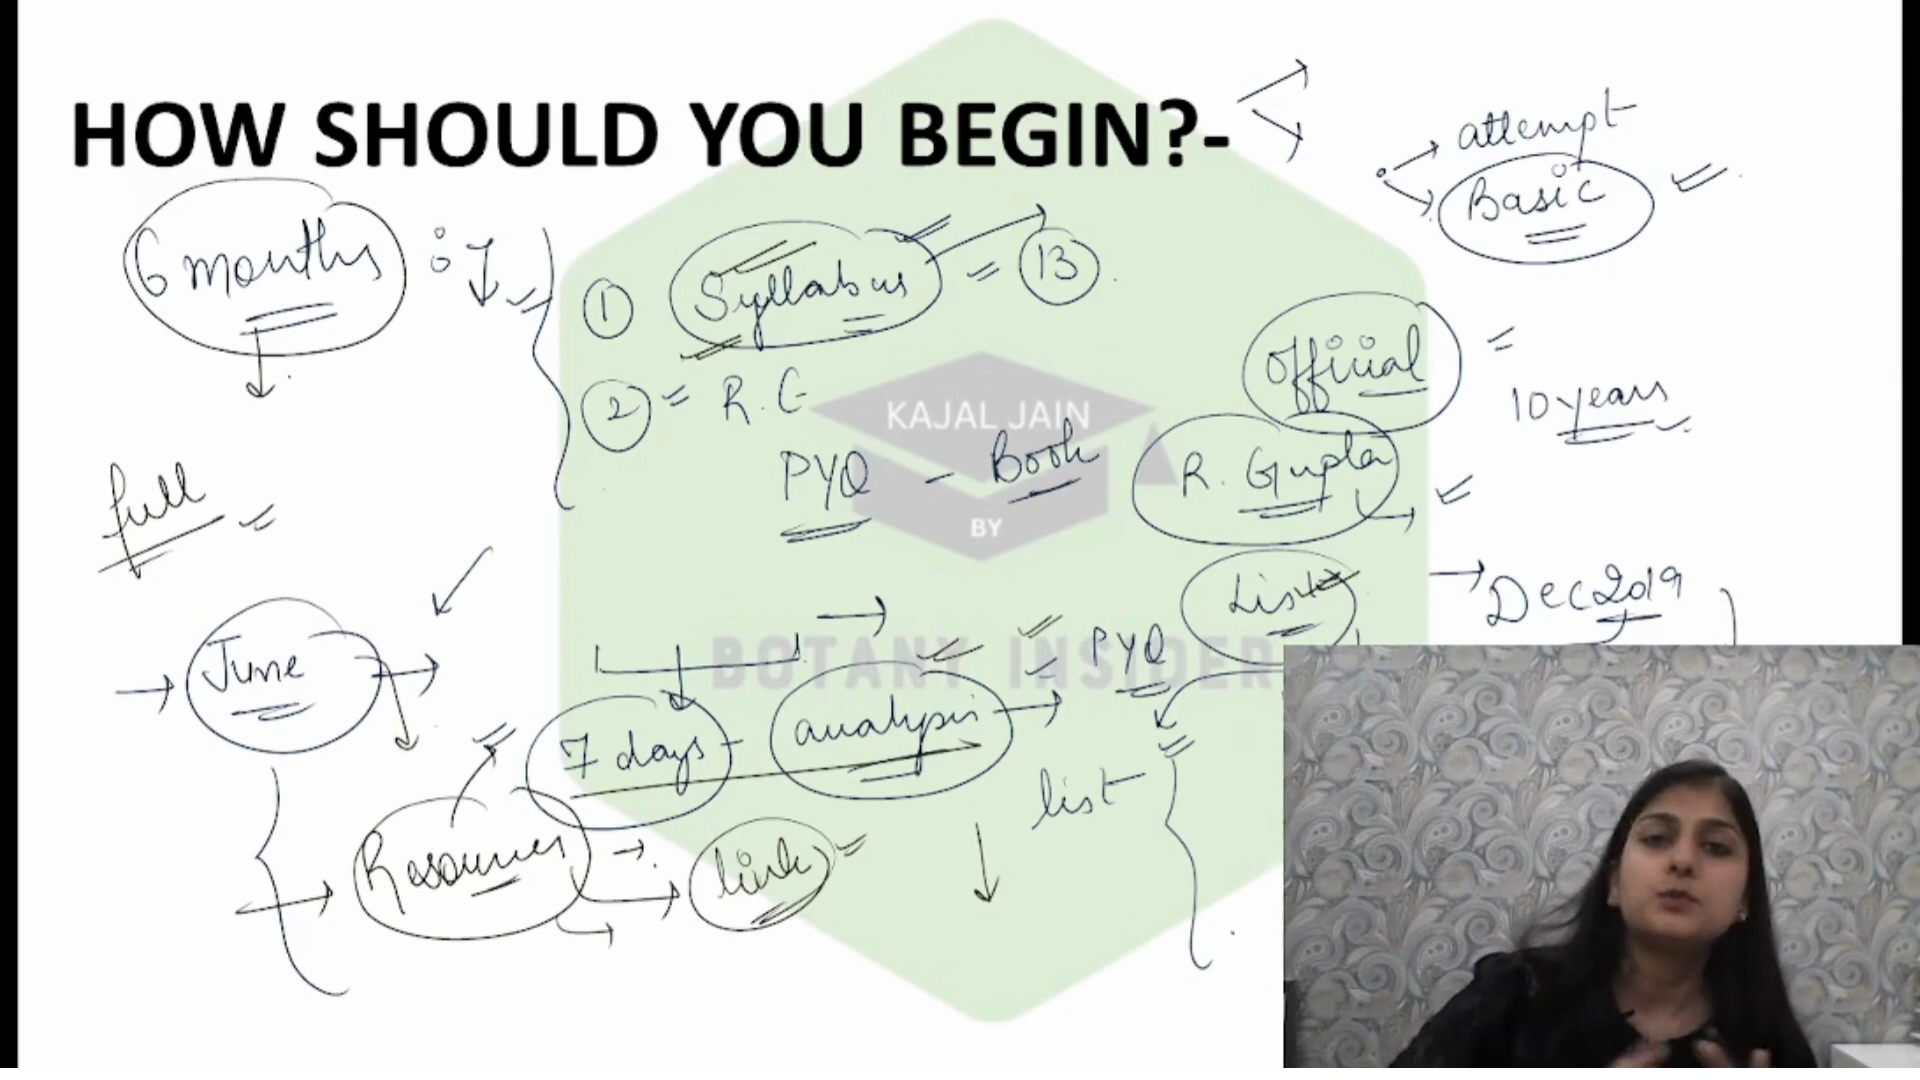 HOW SHOULD YOU BEGIN?-
attempt
Basic
6 months
1 Syllabus = 13
Official
10 years
2 = R. G
KAJAL JAIN
PYQ - Book
R. Gupta
full
BY
List
Dec 2019
June
BOTANY INSIDER
PYQ
7 days - analysis
list
Resources
link